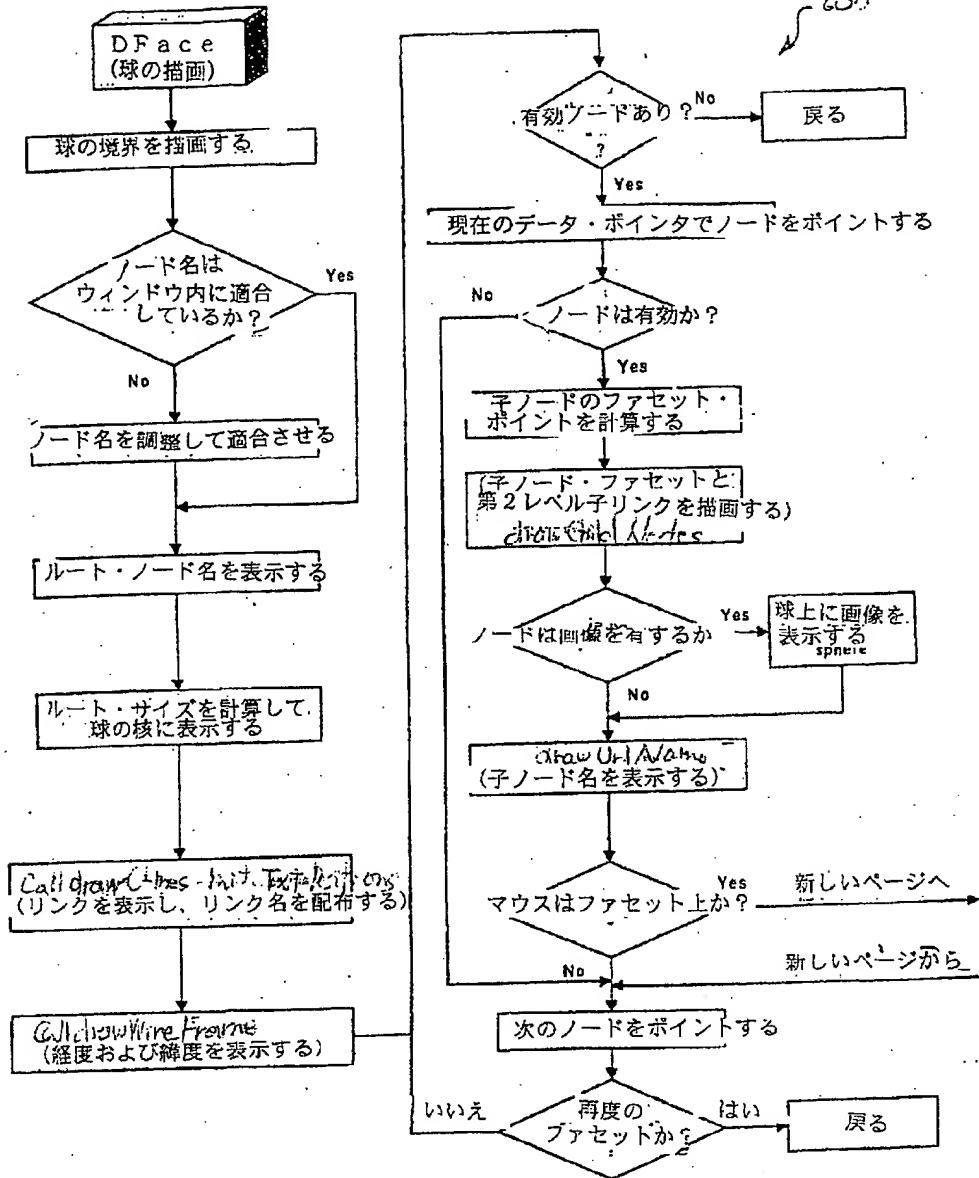 600
DFace
(球の描画)
球の境界を描画する
ノード名は
ウィンドウ内に適合
しているか?
Yes
No
ノード名を調整して適合させる
ルート・ノード名を表示する
ルート・サイズを計算して
球の核に表示する
Call drawLines
(リンクを表示し、リンク名を配布する)
Call showWireFrame
(経度および緯度を表示する)
有効ノードあり?
?
No
戻る
Yes
現在のデータ・ポインタでノードをポイントする
No
ノードは有効か?
Yes
子ノードのファセット・
ポイントを計算する
(子ノード・ファセットと
第2レベル子リンクを描画する)
draw Child Nodes
ノードは画像を有するか
Yes
球上に画像を
表示する
sphere
No
draw Url Name
(子ノード名を表示する)
マウスはファセット上か?
Yes
新しいページへ
No
新しいページから
次のノードをポイントする
いいえ
再度の
ファセットか?
はい
戻る